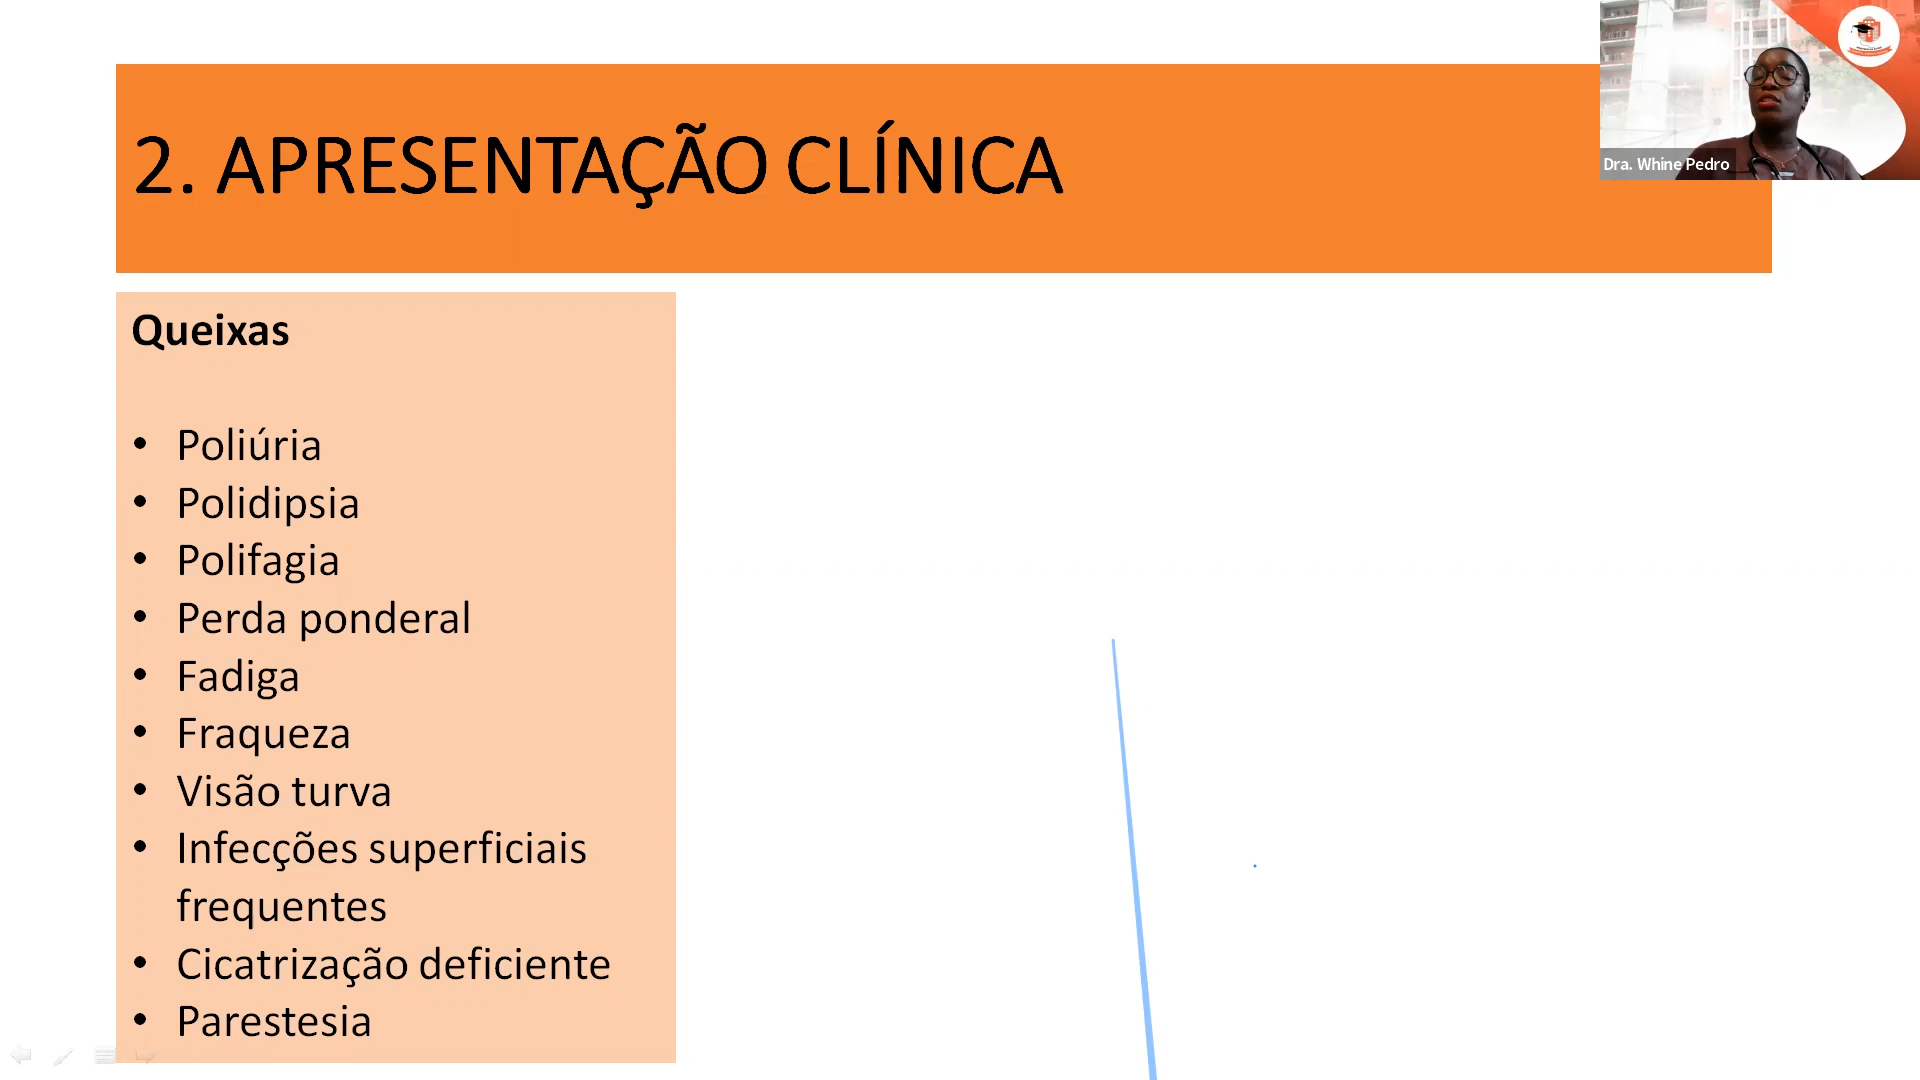 2. APRESENTAÇÃO CLÍNICA
Dra. Whine Pedro
Queixas
• Poliúria
• Polidipsia
• Polifagia
• Perda ponderal
• Fadiga
• Fraqueza
• Visão turva
• Infecções superficiais
frequentes
• Cicatrização deficiente
• Parestesia